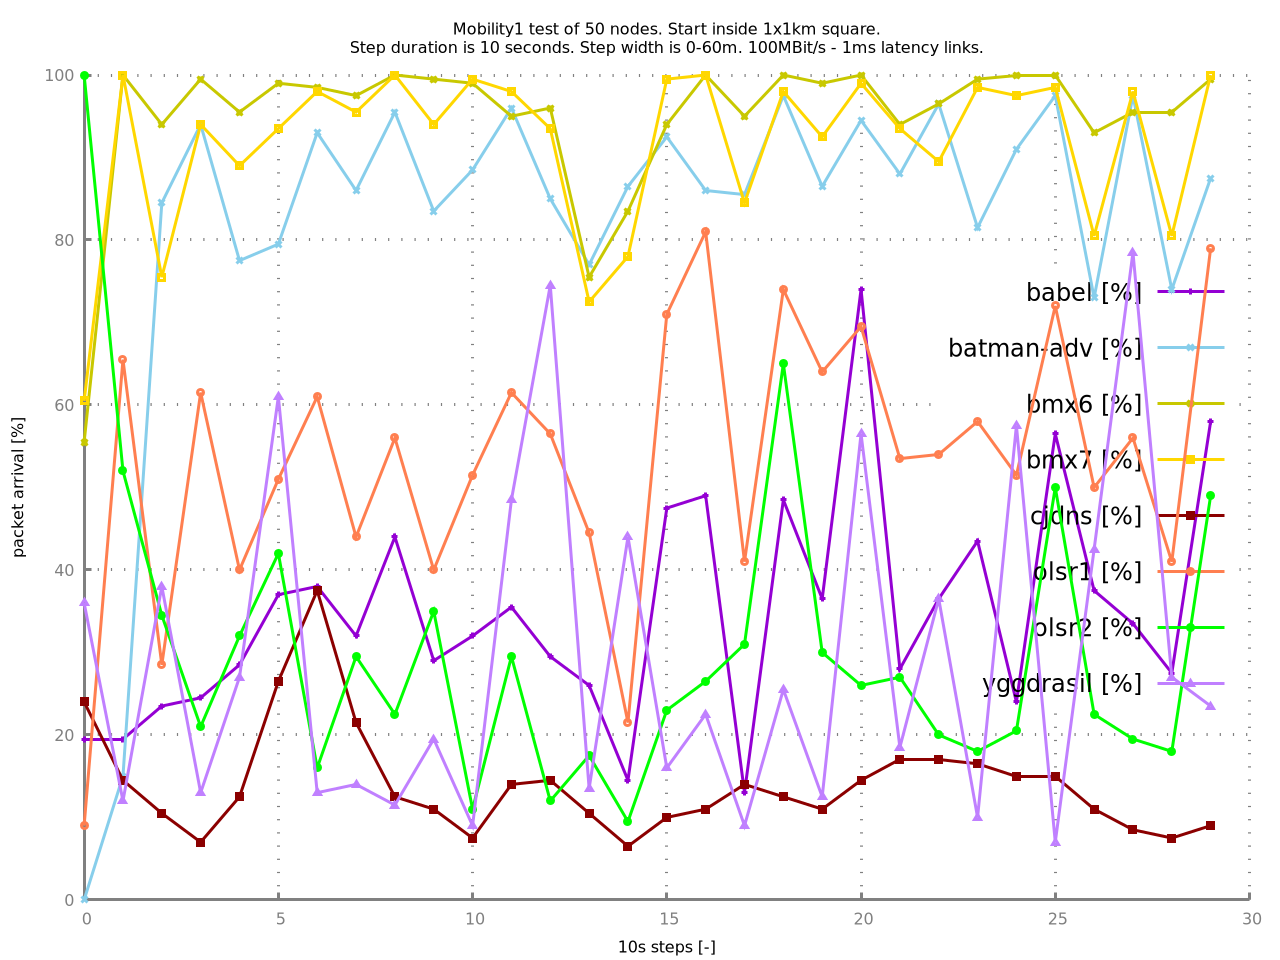 Mobility1 test of 50 nodes. Start inside 1x1km square.
Step duration is 10 seconds. Step width is 0-60m. 100MBit/s - 1ms latency links.
100
80
60
40
20
0
packet arrival [%]
babel [%]
batman-adv [%]
bmx6 [%]
bmx7 [%]
cjdns [%]
olsr1 [%]
olsr2 [%]
yggdrasil [%]
0 5 10 15 20 25 30
10s steps [-]